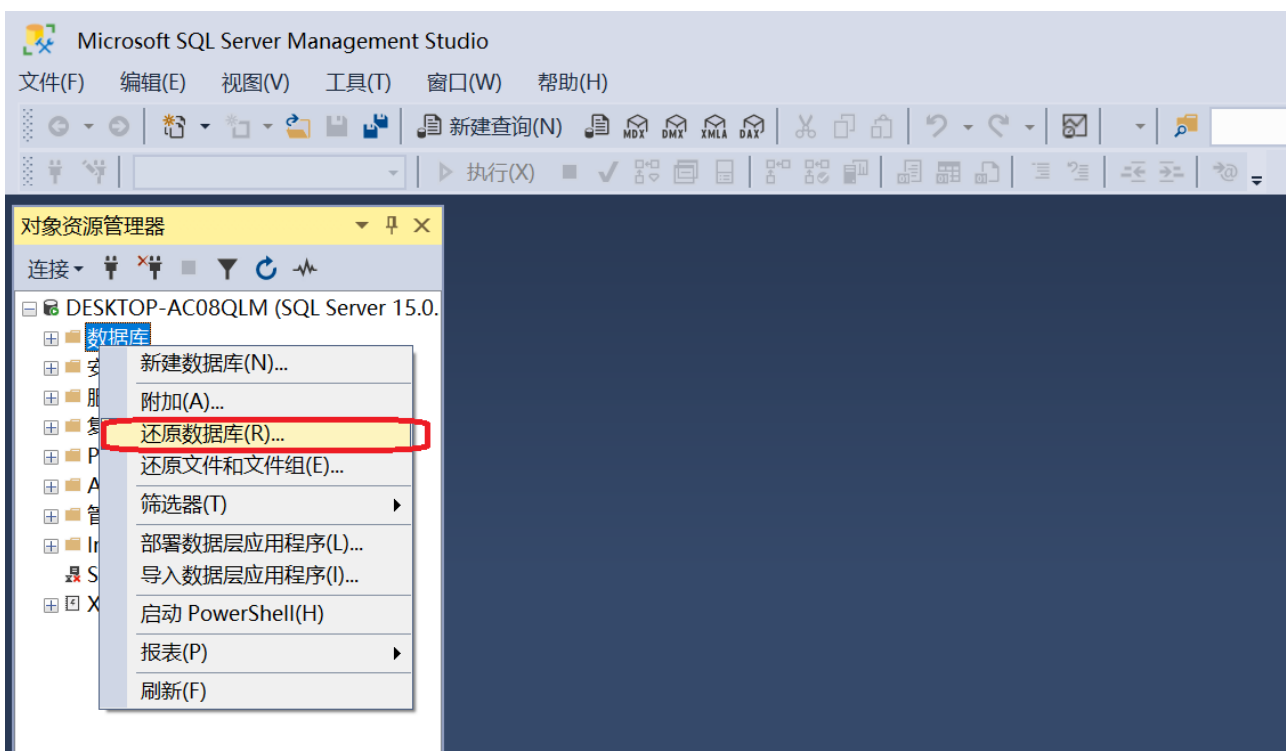 Microsoft SQL Server Management Studio
文件(F) 编辑(E) 视图(V) 工具(T) 窗口(W) 帮助(H)
新建查询(N) MDX DMX XMLA DAX
执行(X)
对象资源管理器
连接
DESKTOP-AC08QLM (SQL Server 15.0.
数据库
新建数据库(N)...
附加(A)...
还原数据库(R)...
P
还原文件和文件组(E)...
A
筛选器(T)
管
部署数据层应用程序(L)...
S
导入数据层应用程序(I)...
X
启动 PowerShell(H)
报表(P)
刷新(F)